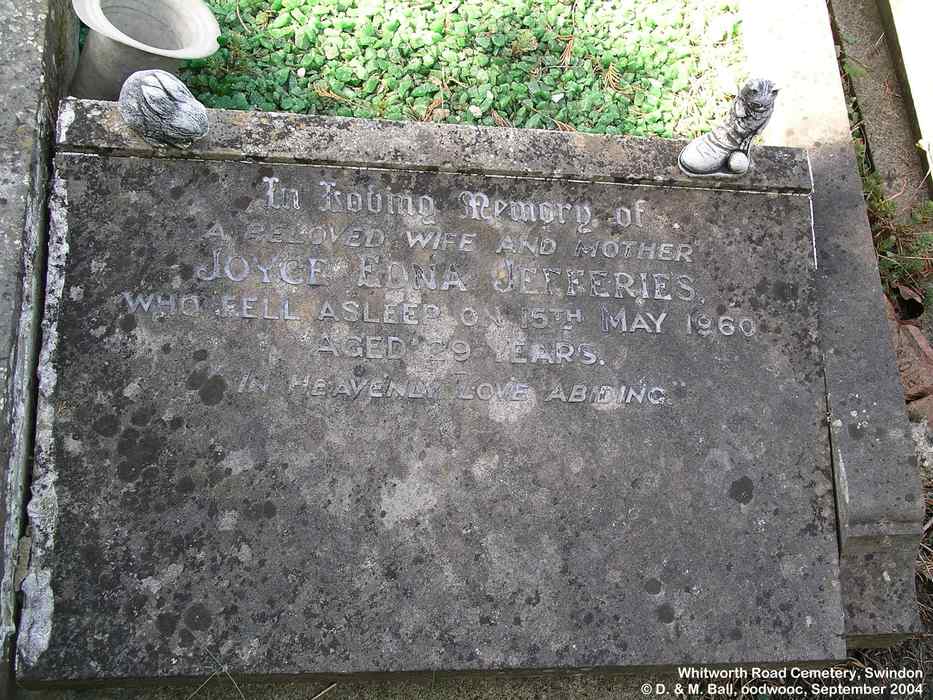 In Loving Memory of
A BELOVED WIFE AND MOTHER
JOYCE EDNA JEFFERIES,
WHO FELL ASLEEP ON 15TH MAY 1960
AGED YEARS.
"IN HEAVENLY LOVE ABIDING"
Whitworth Road Cemetery, Swindon
© D. & M. Ball, oodwooc, September 2004